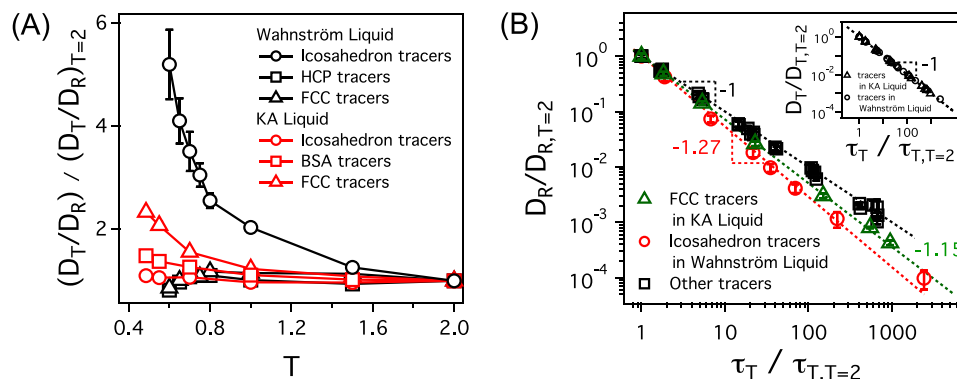 (A)
(D_T/D_R) / (D_T/D_R)_{T=2}
6
4
2
0.4 0.8 1.2 1.6 2.0
T
Wahnström Liquid
Icosahedron tracers
HCP tracers
FCC tracers
KA Liquid
Icosahedron tracers
BSA tracers
FCC tracers
(B)
D_R/D_{R,T=2}
10^0
10^{-1}
10^{-2}
10^{-3}
10^{-4}
1 10 100 1000
τ_T / τ_{T,T=2}
-1
-1.27
-1.15
FCC tracers
in KA Liquid
Icosahedron tracers
in Wahnström Liquid
Other tracers
D_T/D_{T,T=2}
10^0
10^{-2}
10^{-4}
-1
tracers
in KA Liquid
tracers in
Wahnström Liquid
1 100
τ_T / τ_{T,T=2}